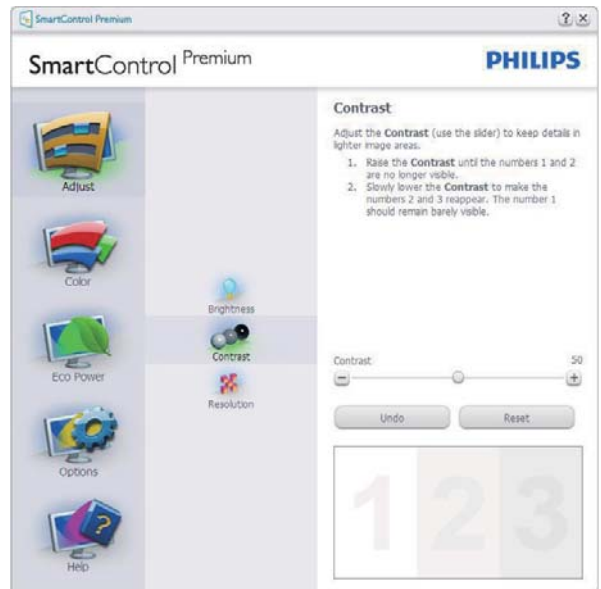 SmartControl Premium
SmartControl Premium
PHILIPS
Adjust
Color
Eco Power
Options
Help
Brightness
Contrast
Resolution
Contrast
Adjust the Contrast (use the slider) to keep details in
lighter image areas.
1. Raise the Contrast until the numbers 1 and 2
are no longer visible.
2. Slowly lower the Contrast to make the
numbers 2 and 3 reappear. The number 1
should remain barely visible.
Contrast 50
Undo Reset
1 2 3